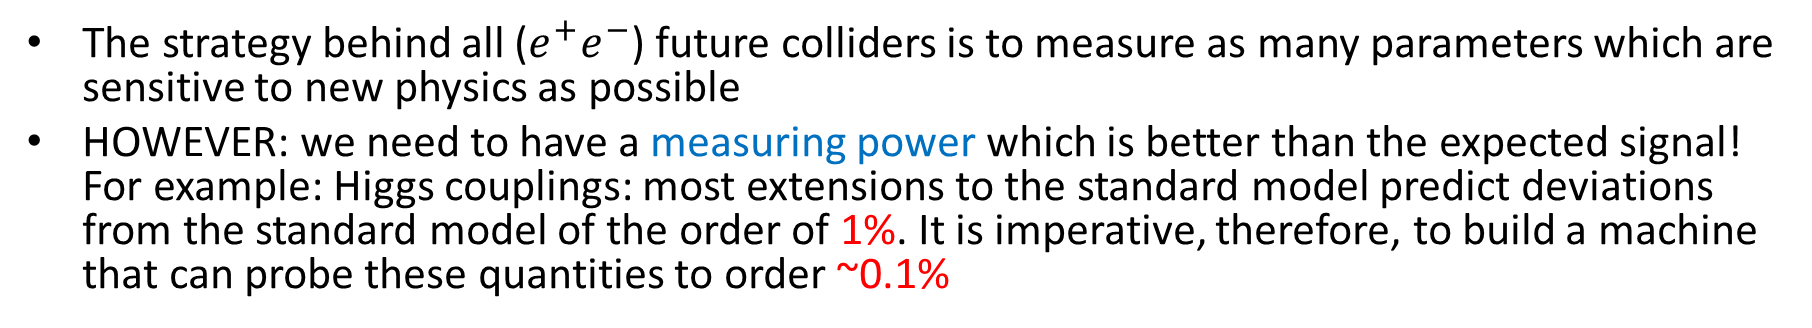 • The strategy behind all (e⁺e⁻) future colliders is to measure as many parameters which are
sensitive to new physics as possible
• HOWEVER: we need to have a measuring power which is better than the expected signal!
For example: Higgs couplings: most extensions to the standard model predict deviations
from the standard model of the order of 1%. It is imperative, therefore, to build a machine
that can probe these quantities to order ~0.1%